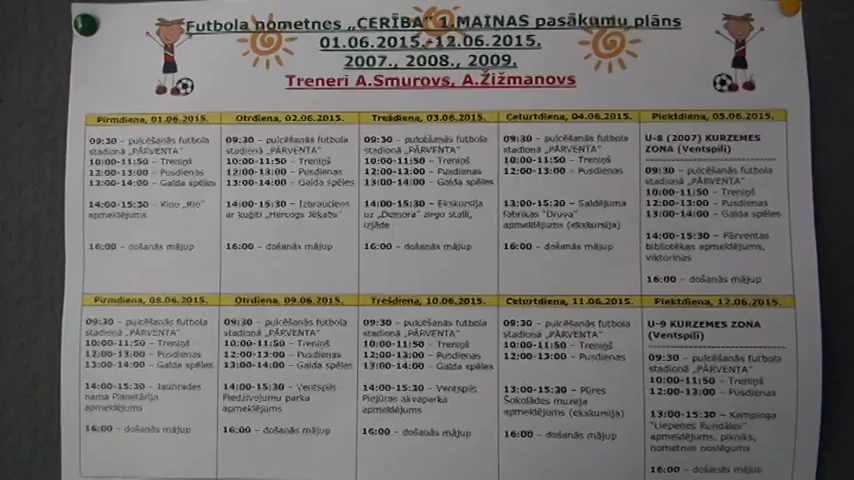 Futbola nometnes „CERĪBA” 1.MAIŅAS pasākumu plāns
01.06.2015.-12.06.2015.
2007., 2008., 2009.
Treneri A.Smurovs, A.Žižmanovs
Pirmdiena, 01.06.2015.
09:30 – pulcēšanās futbola
stadionā „PĀRVENTA”
10:00-11:50 – Treniņš
12:00-13:00 – Pusdienas
13:00-14:00 – Galda spēles
14:00-15:30 – Kino „Rio”
apmeklējums
16:00 – došanās mājup
Otrdiena, 02.06.2015.
09:30 – pulcēšanās futbola
stadionā „PĀRVENTA”
10:00-11:50 – Treniņš
12:00-13:00 – Pusdienas
13:00-14:00 – Galda spēles
14:00-15:30 – Izbrauciens
ar kuģīti „Hercogs Jēkabs”
16:00 – došanās mājup
Trešdiena, 03.06.2015.
09:30 – pulcēšanās futbola
stadionā „PĀRVENTA”
10:00-11:50 – Treniņš
12:00-13:00 – Pusdienas
13:00-14:00 – Galda spēles
14:00-15:30 – Ekskursija
uz „Demora” zirgo stalli,
izjāde
16:00 – došanās mājup
Ceturtdiena, 04.06.2015.
09:30 – pulcēšanās futbola
stadionā „PĀRVENTA”
10:00-11:50 – Treniņš
12:00-13:00 – Pusdienas
13:00-15:30 – Saldējuma
fabrikas "Druva"
apmeklējums (ekskursija)
16:00 – došanās mājup
Piektdiena, 05.06.2015.
U-8 (2007) KURZEMES
ZONA (Ventspilī)
09:30 – pulcēšanās futbola
stadionā „PĀRVENTA”
10:00-11:50 – Treniņš
12:00-13:00 – Pusdienas
13:00-14:00 – Galda spēles
14:00-15:30 – Pārventas
bibliotēkas apmeklējums,
viktorīnas
16:00 – došanās mājup
Pirmdiena, 08.06.2015.
09:30 – pulcēšanās futbola
stadionā „PĀRVENTA”
10:00-11:50 – Treniņš
12:00-13:00 – Pusdienas
13:00-14:00 – Galda spēles
14:00-15:30 – Jaunrades
nama Planetārija
apmeklējums
16:00 – došanās mājup
Otrdiena, 09.06.2015.
09:30 – pulcēšanās futbola
stadionā „PĀRVENTA”
10:00-11:50 – Treniņš
12:00-13:00 – Pusdienas
13:00-14:00 – Galda spēles
14:00-15:30 – Ventspils
Piedzīvojumu parka
apmeklējums
16:00 – došanās mājup
Trešdiena, 10.06.2015.
09:30 – pulcēšanās futbola
stadionā „PĀRVENTA”
10:00-11:50 – Treniņš
12:00-13:00 – Pusdienas
13:00-14:00 – Galda spēles
14:00-15:30 – Ventspils
Piejūras akvaparka
apmeklējums
16:00 – došanās mājup
Ceturtdiena, 11.06.2015.
09:30 – pulcēšanās futbola
stadionā „PĀRVENTA”
10:00-11:50 – Treniņš
12:00-13:00 – Pusdienas
13:00-15:30 – Pūres
Šokolādes muzeja
apmeklējums (ekskursija)
16:00 – došanās mājup
Piektdiena, 12.06.2015.
U-9 KURZEMES ZONA
(Ventspilī)
09:30 – pulcēšanās futbola
stadionā „PĀRVENTA”
10:00-11:50 – Treniņš
12:00-13:00 – Pusdienas
13:00-15:30 – Kempinga
"Liepenes Rundāles"
apmeklējums, pikniks,
nometnes noslēgums
16:00 – došanās mājup